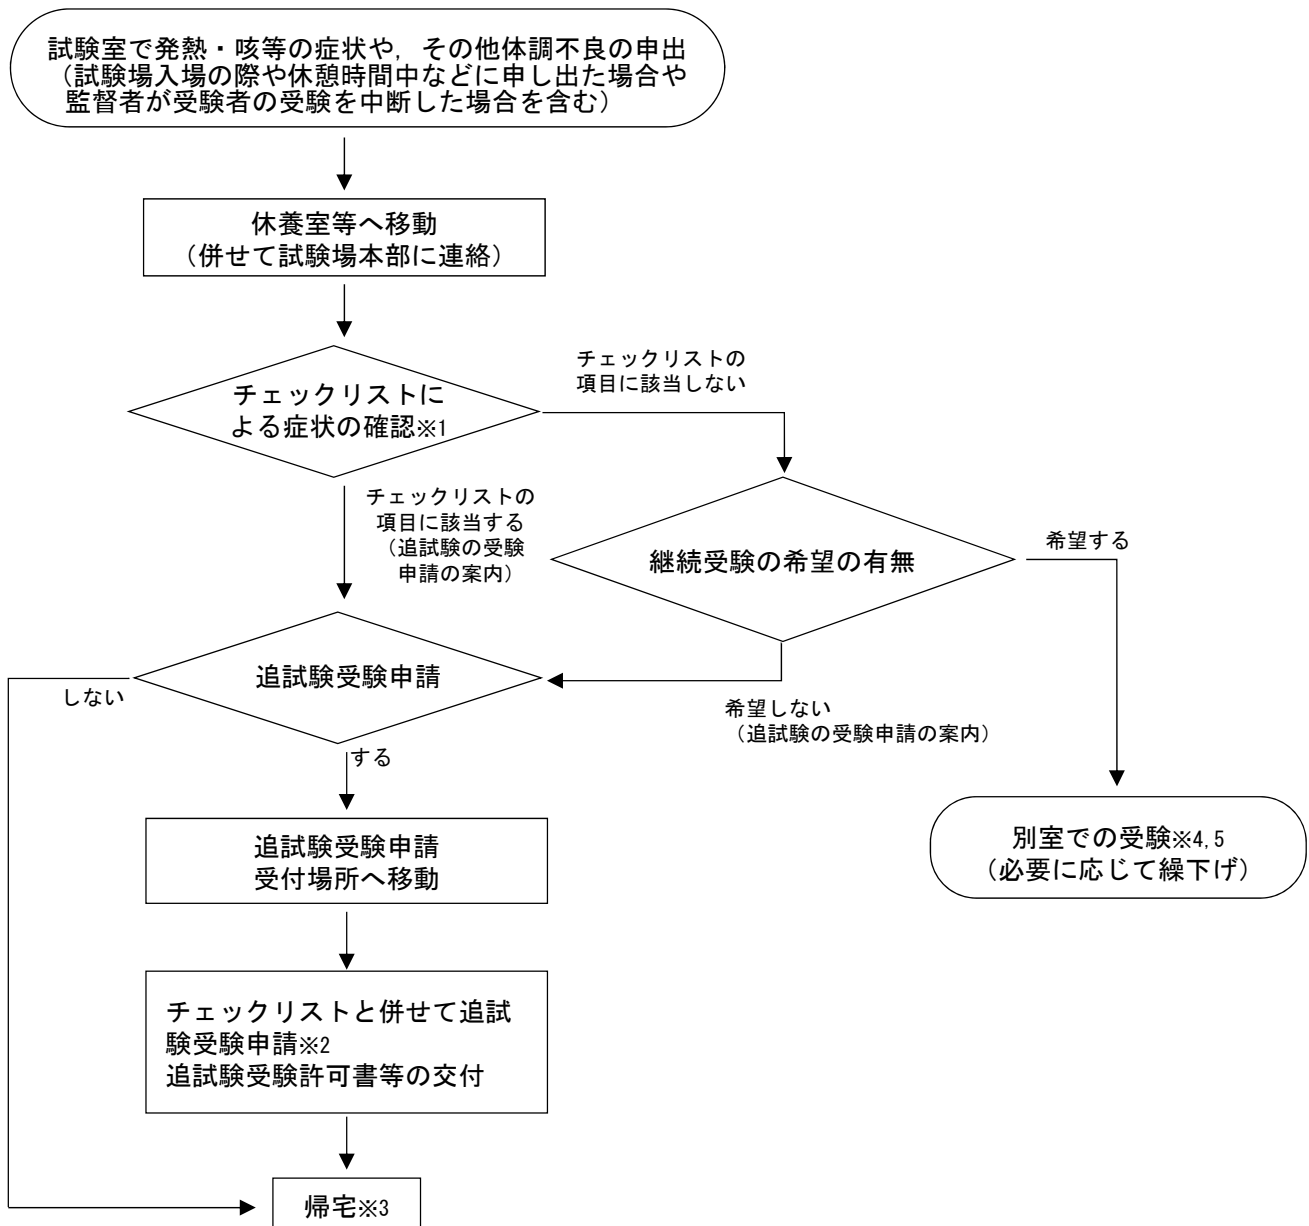 試験室で発熱・咳等の症状や，その他体調不良の申出
（試験場入場の際や休憩時間中などに申し出た場合や
監督者が受験者の受験を中断した場合を含む）
休養室等へ移動
（併せて試験場本部に連絡）
チェックリストに
よる症状の確認※1
チェックリストの
項目に該当しない
チェックリストの
項目に該当する
（追試験の受験
申請の案内）
継続受験の希望の有無
希望する
追試験受験申請
しない
希望しない
（追試験の受験申請の案内）
する
追試験受験申請
受付場所へ移動
別室での受験※4,5
（必要に応じて繰下げ）
チェックリストと併せて追試
験受験申請※2
追試験受験許可書等の交付
帰宅※3